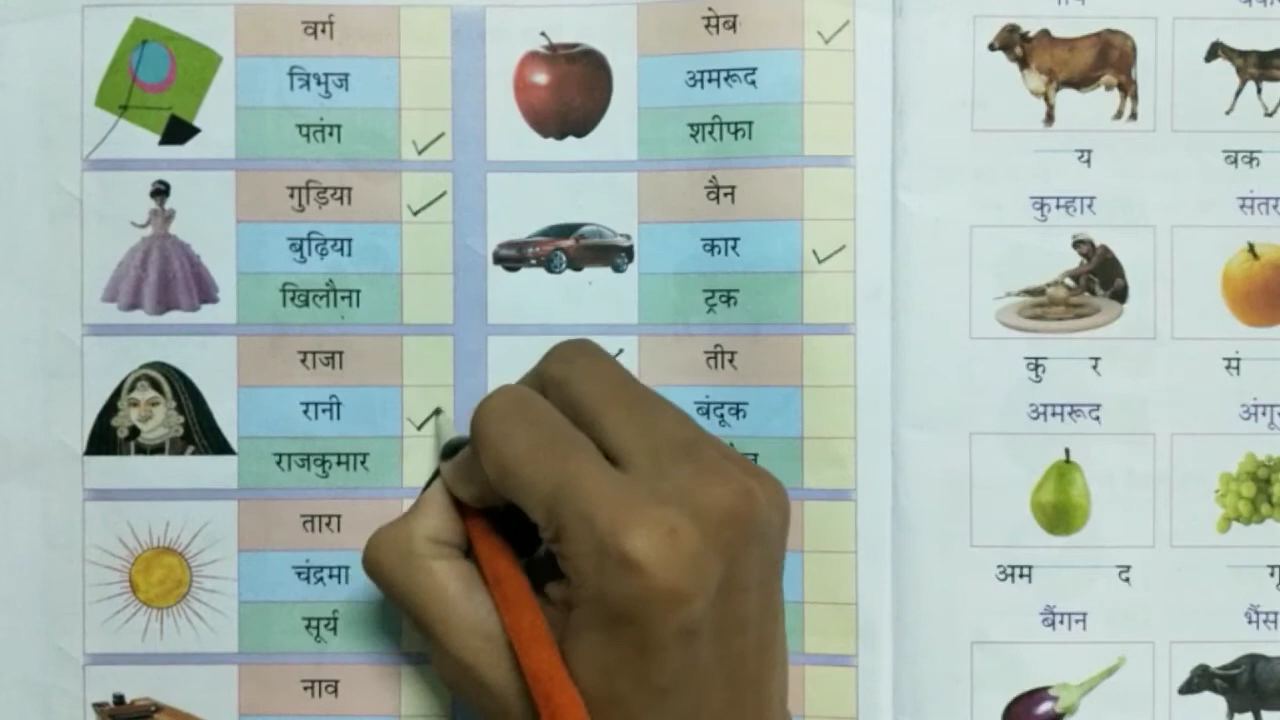 वर्ग
त्रिभुज
पतंग
सेब
अमरूद
शरीफा
गुड़िया
बुढ़िया
खिलौना
वैन
कार
ट्रक
राजा
रानी
राजकुमार
तीर
बंदूक
तारा
चंद्रमा
सूर्य
नाव
य
बक
कुम्हार
कु र
सं
अमरूद
अम द
बैंगन
भैंस